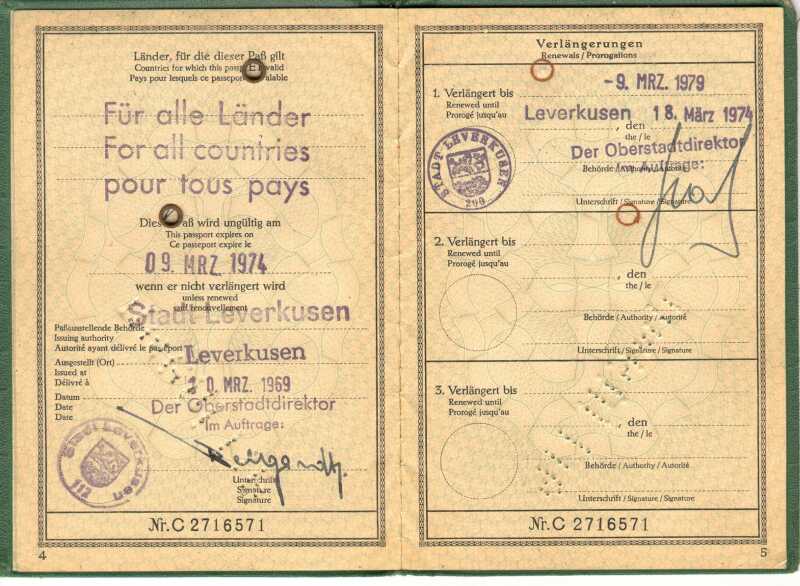 Länder, für die dieser Paß gilt
Countries for which this passport is valid
Pays pour lesquels ce passeport est valable
Für alle Länder
For all countries
pour tous pays
Dieser Paß wird ungültig am
This passport expires on
Ce passeport expire le
09. MRZ. 1974
wenn er nicht verlängert wird
unless renewed
sauf renouvellement
Stadt Leverkusen
Paßausstellende Behörde
Issuing authority
Autorité ayant délivré le passeport
Ausgestellt (Ort)
Leverkusen
Issued at
Délivré à
Datum
10. MRZ. 1969
Date
Date
Der Oberstadtdirektor
Im Auftrage:
Stadt Leverkusen
112
Unterschrift
Signature
Signature
Nr. C 2716571
4
Verlängerungen
Renewals / Prorogations
1. Verlängert bis
-9. MRZ. 1979
Renewed until
Prorogé jusqu'au
Leverkusen 18. März 1974
, den
the / le
Der Oberstadtdirektor
Im Auftrage:
Behörde / Authority / Autorité
STADT LEVERKUSEN
Unterschrift / Signature / Signature
2. Verlängert bis
Renewed until
Prorogé jusqu'au
, den
the / le
Behörde / Authority / Autorité
Unterschrift / Signature / Signature
3. Verlängert bis
Renewed until
Prorogé jusqu'au
, den
the / le
Behörde / Authority / Autorité
Unterschrift / Signature / Signature
Nr. C 2716571
5